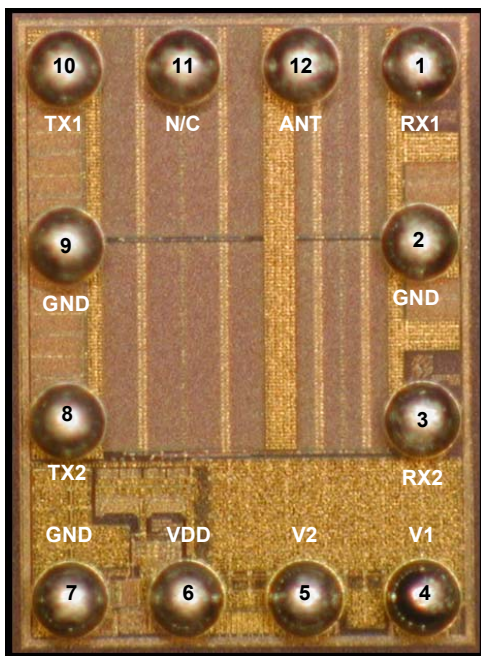 10 11 12 1
TX1 N/C ANT RX1
9 2
GND GND
8 3
TX2 RX2
GND VDD V2 V1
7 6 5 4